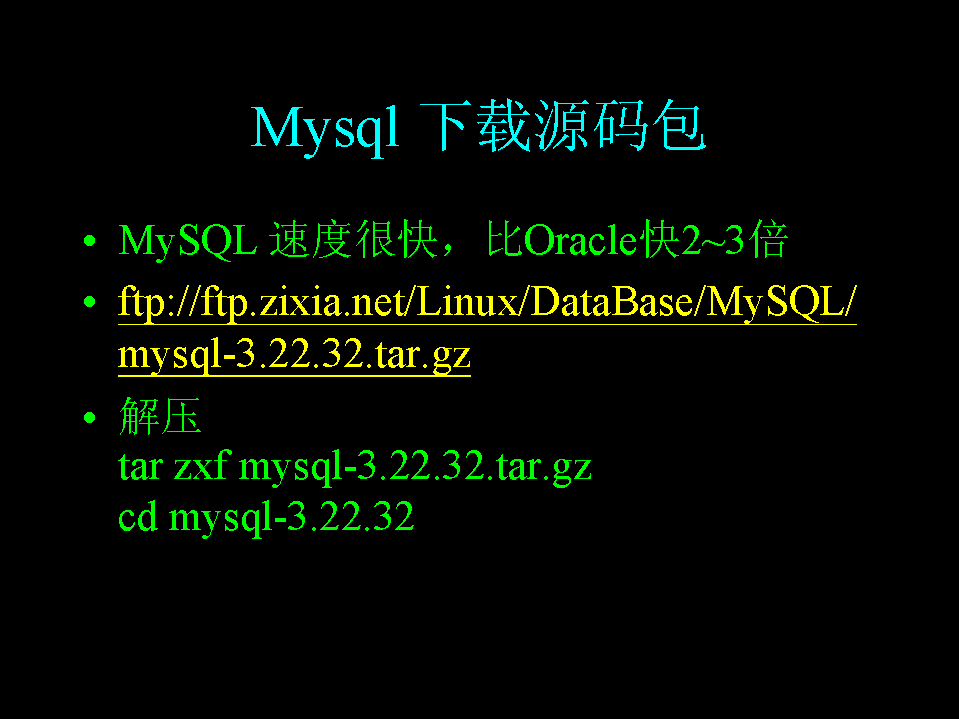 Mysql 下载源码包
• MySQL 速度很快，比Oracle快2~3倍
• ftp://ftp.zixia.net/Linux/DataBase/MySQL/
mysql-3.22.32.tar.gz
• 解压
tar zxf mysql-3.22.32.tar.gz
cd mysql-3.22.32